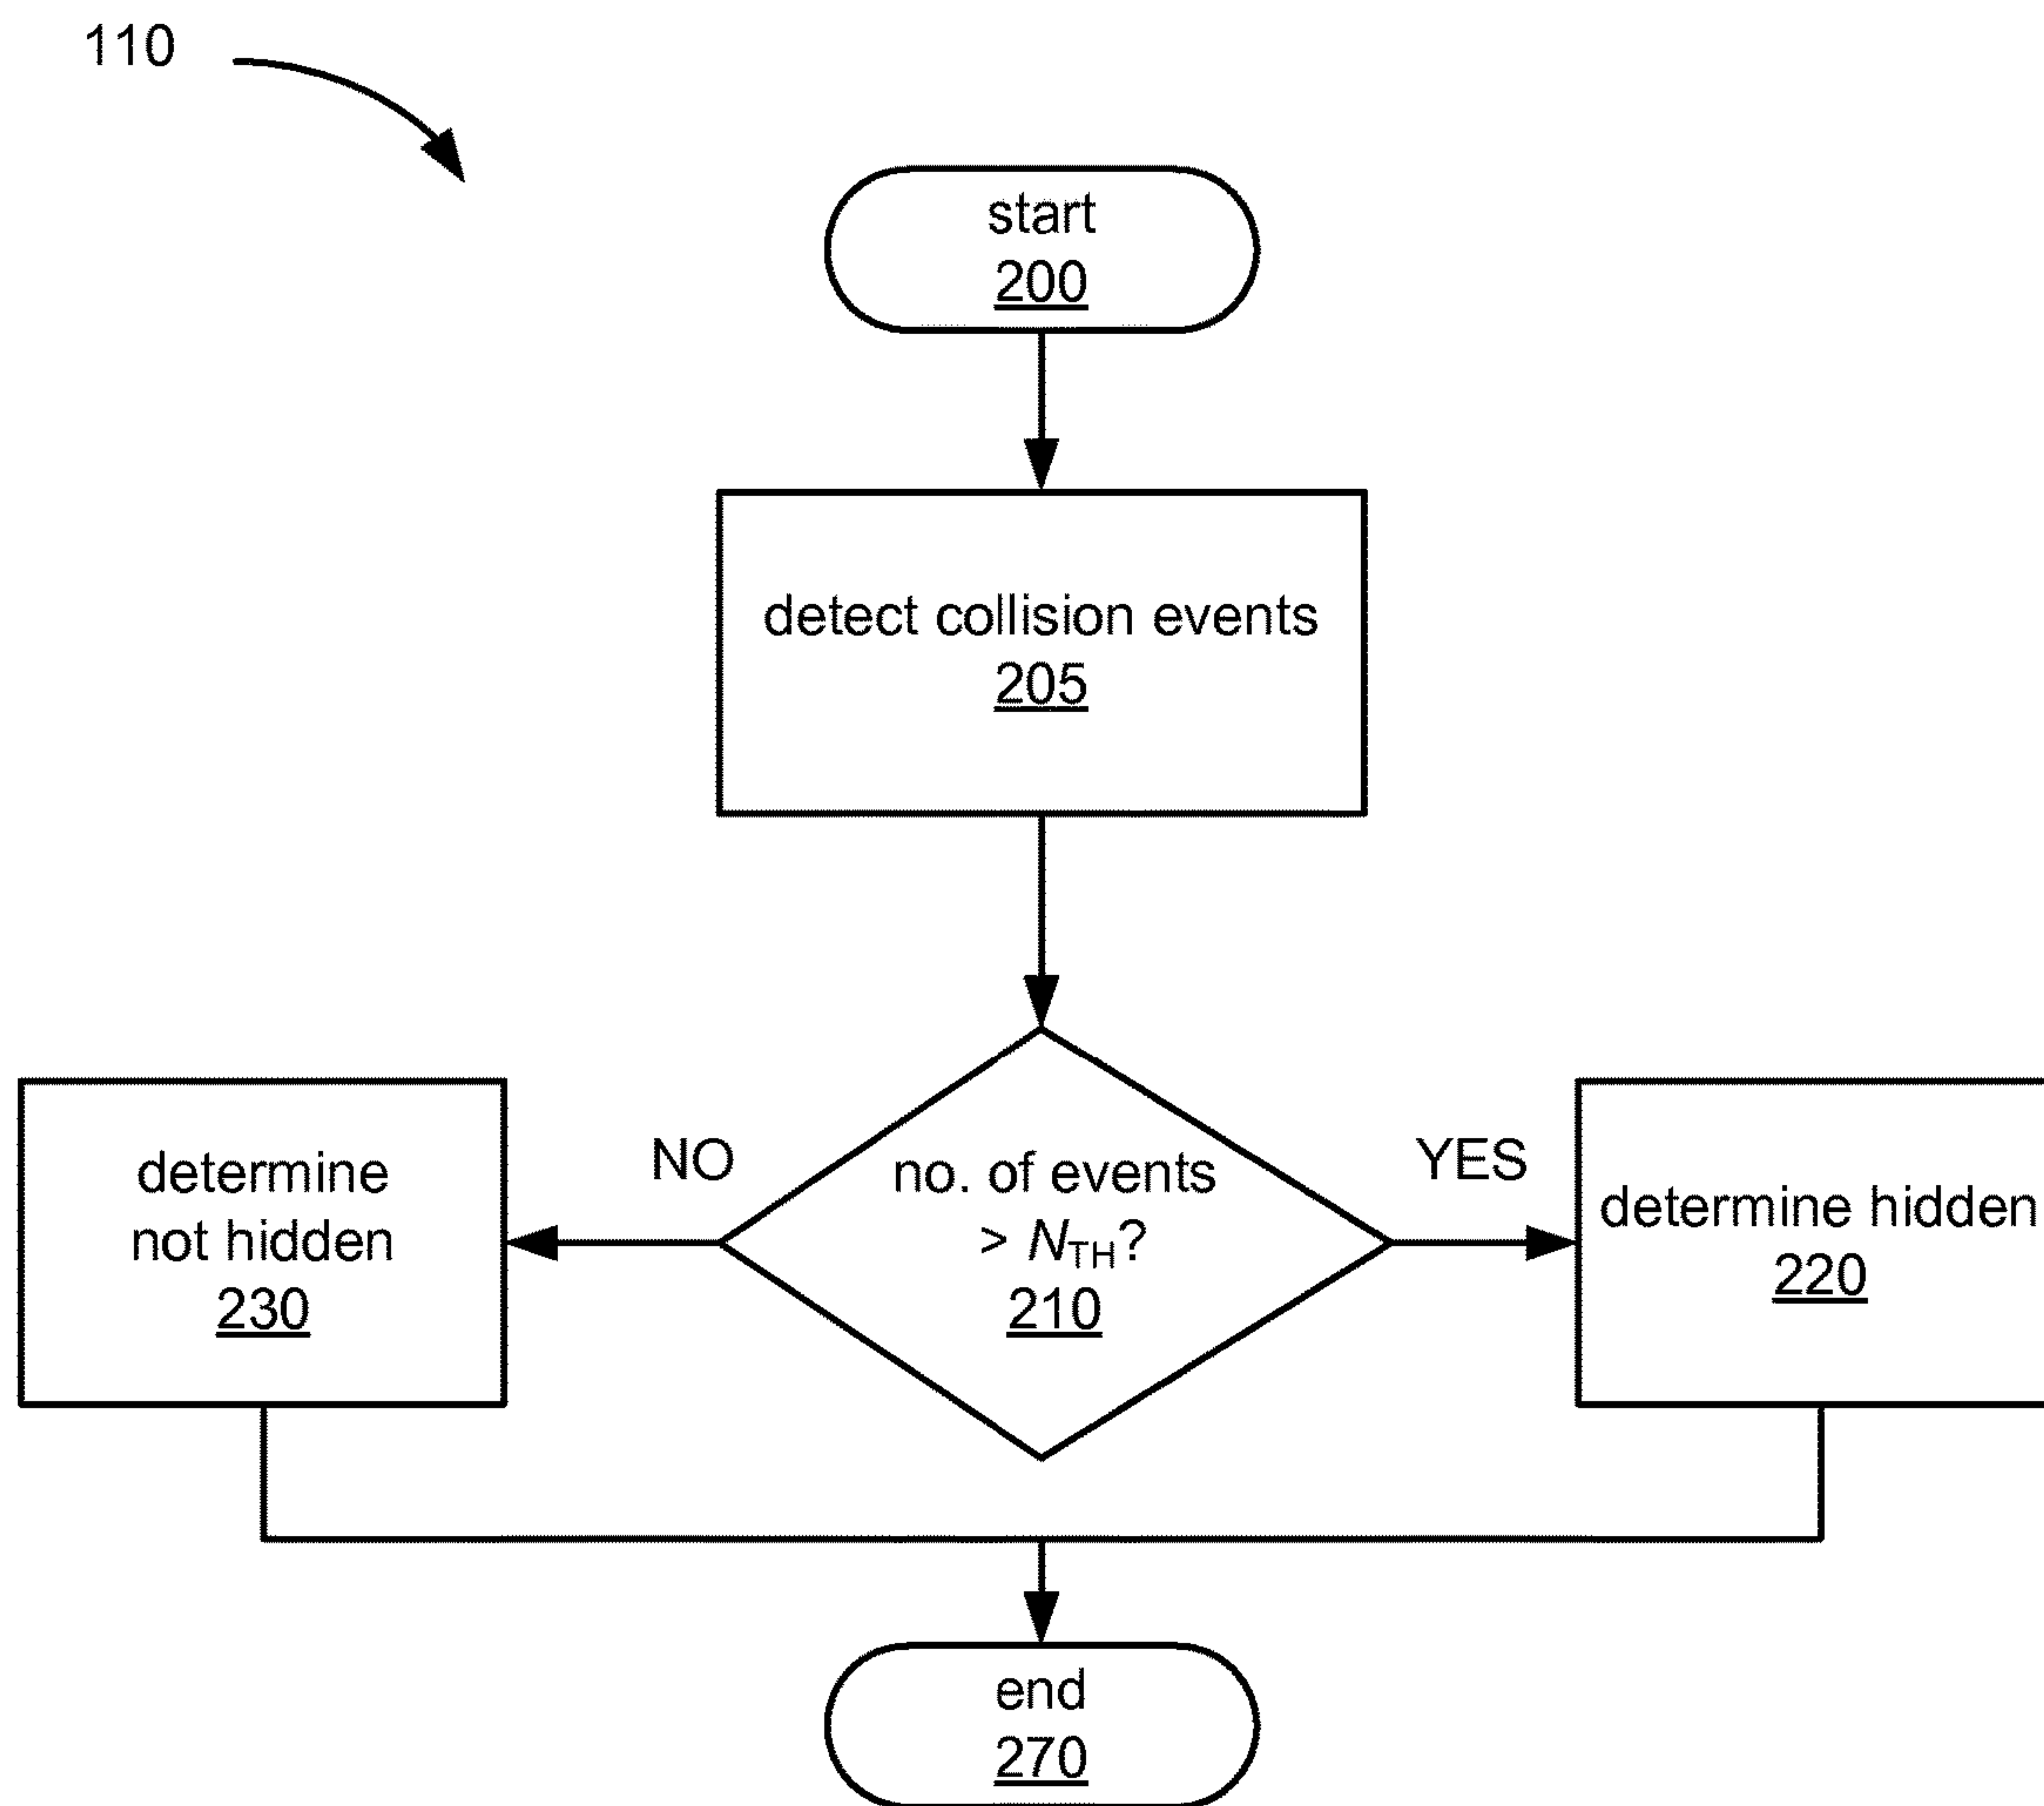 110
start
200
detect collision events
205
NO
no. of events
> N_TH?
210
YES
determine
not hidden
230
determine hidden
220
end
270